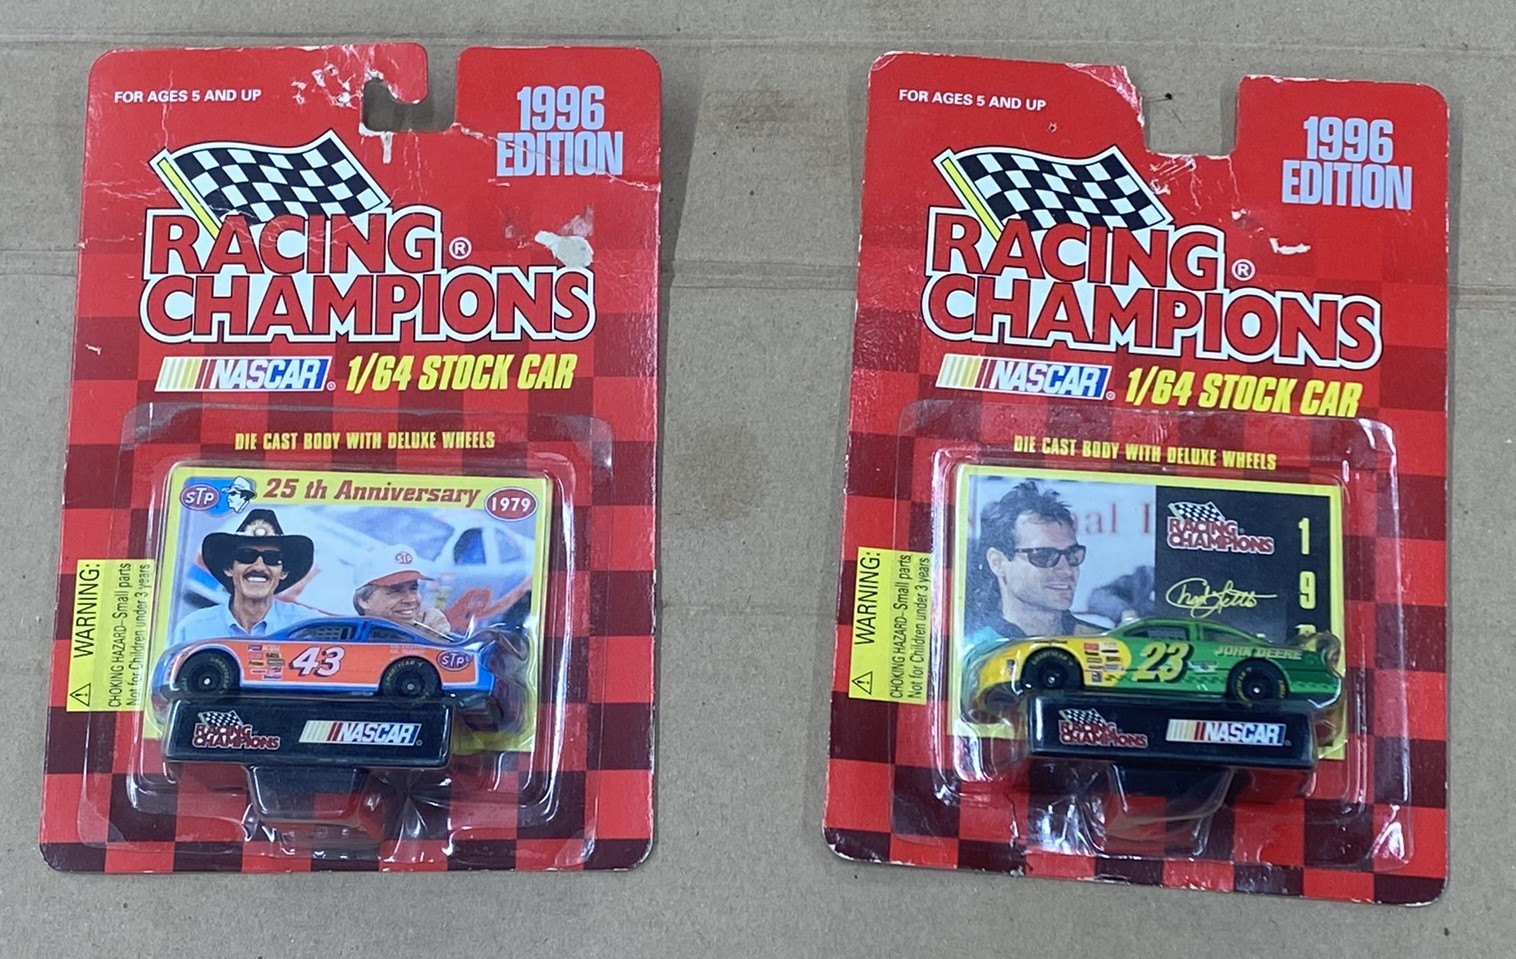 FOR AGES 5 AND UP
1996
EDITION
RACING ®
CHAMPIONS
NASCAR® 1/64 STOCK CAR
DIE CAST BODY WITH DELUXE WHEELS
STP 25 th Anniversary 1979
STP
WARNING:
CHOKING HAZARD–Small parts
Not for Children under 3 years
43
STP
RACING
CHAMPIONS
NASCAR
FOR AGES 5 AND UP
1996
EDITION
RACING ®
CHAMPIONS
NASCAR® 1/64 STOCK CAR
DIE CAST BODY WITH DELUXE WHEELS
RACING
CHAMPIONS
1
9
Chad Little
WARNING:
CHOKING HAZARD–Small parts
Not for Children under 3 years
23
JOHN DEERE
RACING
CHAMPIONS
NASCAR